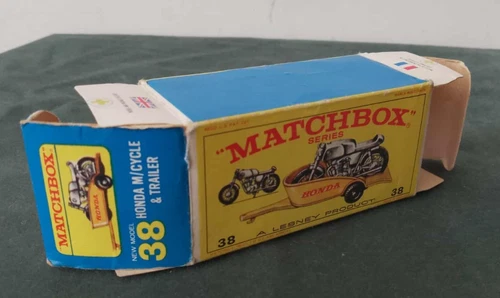 MATCHBOX
NEW MODEL
38
HONDA M/CYCLE
& TRAILER
"MATCHBOX"
SERIES
HONDA
38
38
A LESNEY PRODUCT